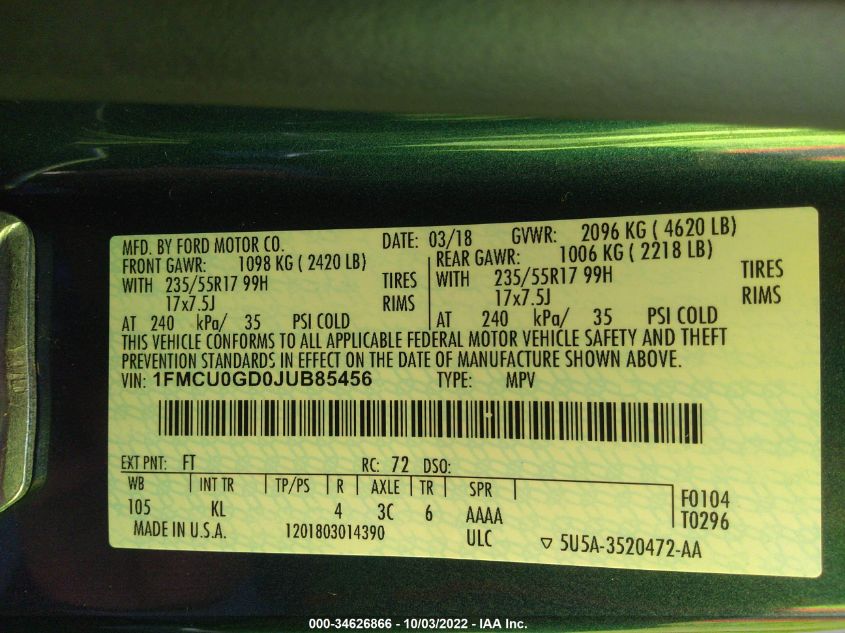 MFD. BY FORD MOTOR CO. DATE: 03/18 GVWR: 2096 KG ( 4620 LB)
FRONT GAWR: 1098 KG ( 2420 LB) REAR GAWR: 1006 KG ( 2218 LB)
WITH 235/55R17 99H TIRES WITH 235/55R17 99H TIRES
17x7.5J RIMS 17x7.5J RIMS
AT 240 kPa/ 35 PSI COLD AT 240 kPa/ 35 PSI COLD
THIS VEHICLE CONFORMS TO ALL APPLICABLE FEDERAL MOTOR VEHICLE SAFETY AND THEFT
PREVENTION STANDARDS IN EFFECT ON THE DATE OF MANUFACTURE SHOWN ABOVE.
VIN: 1FMCU0GD0JUB85456 TYPE: MPV
EXT PNT: FT RC: 72 DSO:
WB INT TR TP/PS R AXLE TR SPR
105 KL 4 3C 6 AAAA
F0104
T0296
MADE IN U.S.A. 1201803014390 ULC ▽ 5U5A-3520472-AA
000-34626866 - 10/03/2022 - IAA Inc.